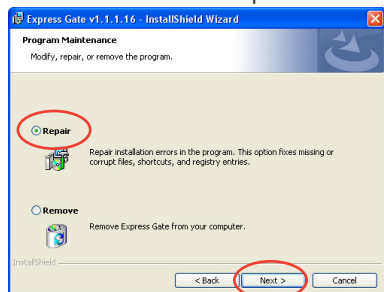 Express Gate v1.1.1.16 - InstallShield Wizard
Program Maintenance
Modify, repair, or remove the program.
Repair
Repair installation errors in the program. This option fixes missing or
corrupt files, shortcuts, and registry entries.
Remove
Remove Express Gate from your computer.
InstallShield
< Back
Next >
Cancel